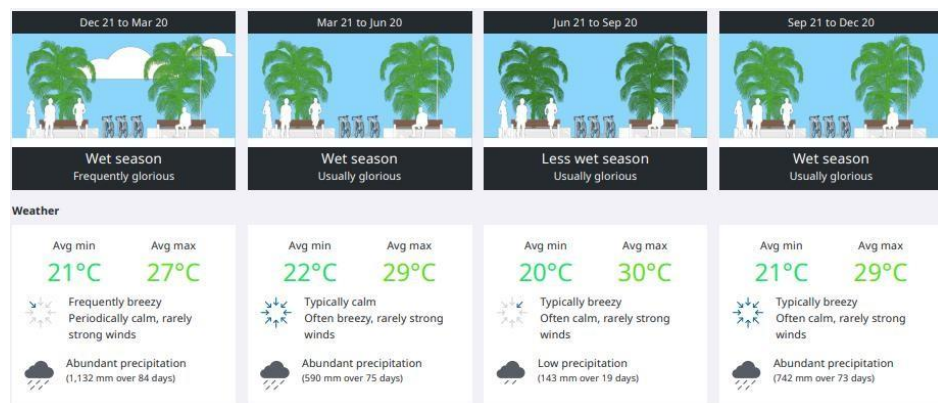 Dec 21 to Mar 20
Wet season
Frequently glorious
Mar 21 to Jun 20
Wet season
Usually glorious
Jun 21 to Sep 20
Less wet season
Usually glorious
Sep 21 to Dec 20
Wet season
Usually glorious
Weather
Avg min
Avg max
21°C
27°C
Frequently breezy
Periodically calm, rarely
strong winds
Abundant precipitation
(1,132 mm over 84 days)
Avg min
Avg max
22°C
29°C
Typically calm
Often breezy, rarely strong
winds
Abundant precipitation
(590 mm over 75 days)
Avg min
Avg max
20°C
30°C
Typically breezy
Often calm, rarely strong
winds
Low precipitation
(143 mm over 19 days)
Avg min
Avg max
21°C
29°C
Typically breezy
Often calm, rarely strong
winds
Abundant precipitation
(742 mm over 73 days)